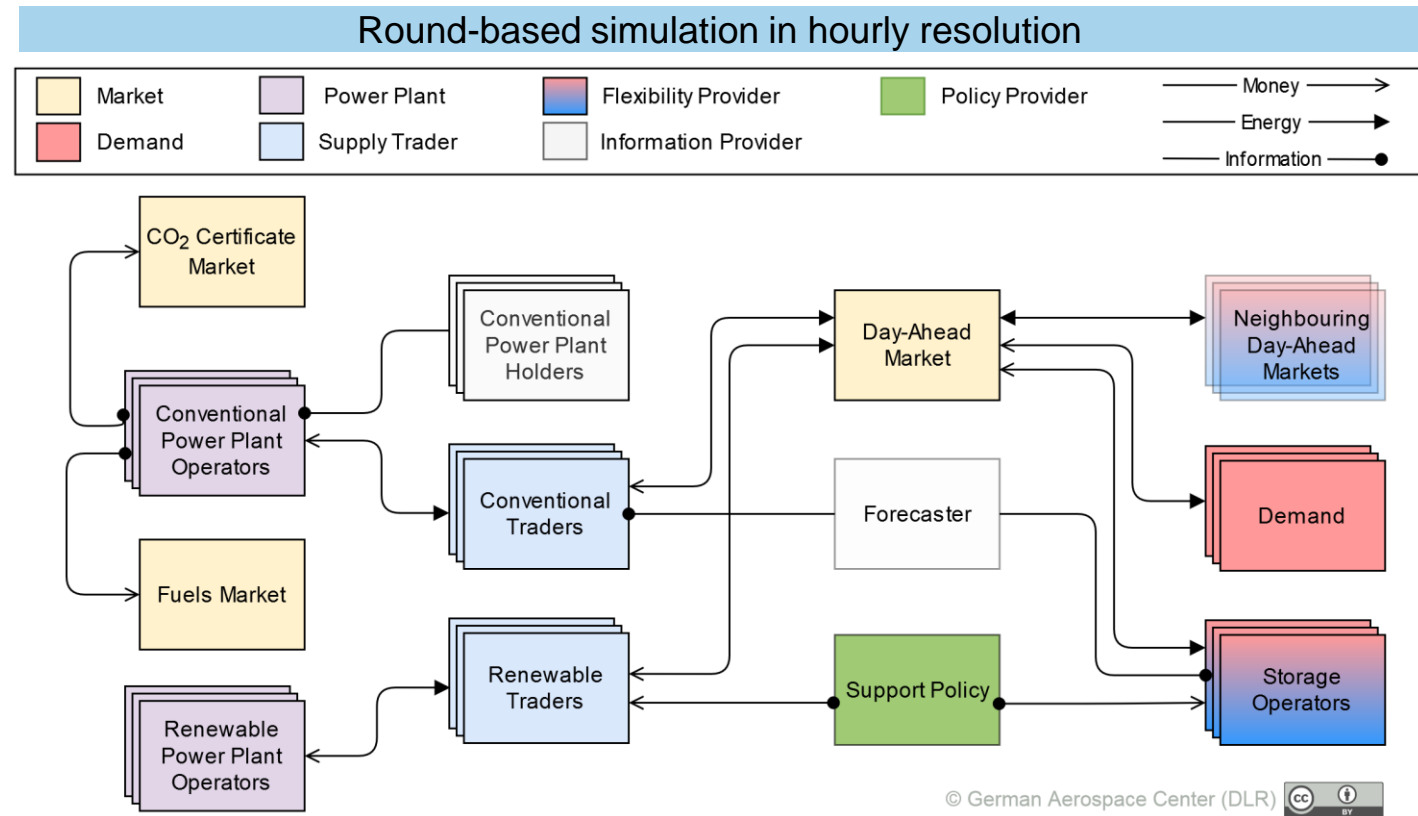 Round-based simulation in hourly resolution
Market
Power Plant
Flexibility Provider
Policy Provider
Money
Energy
Information
Demand
Supply Trader
Information Provider
CO₂ Certificate
Market
Conventional
Power Plant
Holders
Day-Ahead
Market
Neighbouring
Day-Ahead
Markets
Conventional
Power Plant
Operators
Conventional
Traders
Forecaster
Demand
Fuels Market
Renewable
Traders
Support Policy
Storage
Operators
Renewable
Power Plant
Operators
© German Aerospace Center (DLR)
cc
BY